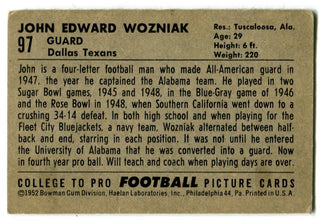 JOHN EDWARD WOZNIAK
97 GUARD
Dallas Texans
Res.: Tuscaloosa, Ala.
Age: 29
Height: 6 ft.
Weight: 220
John is a four-letter football man who made All-American guard in
1947, the year he captained the Alabama team. He played in two
Sugar Bowl games, 1945 and 1948, in the Blue-Gray game of 1946
and the Rose Bowl in 1948, when Southern California went down to a
crushing 34-14 defeat. In both high school and when playing for the
Fleet City Bluejackets, a navy team, Wozniak alternated between half-
back and end, starring in each position. It was not until he entered
the University of Alabama that he was converted into a guard. Now
in fourth year pro ball. Will teach and coach when playing days are over.
COLLEGE TO PRO FOOTBALL PICTURE CARDS
©1952 Bowman Gum Division, Haelan Laboratories, Inc., Philadelphia 44, Pa. Printed in U.S.A.